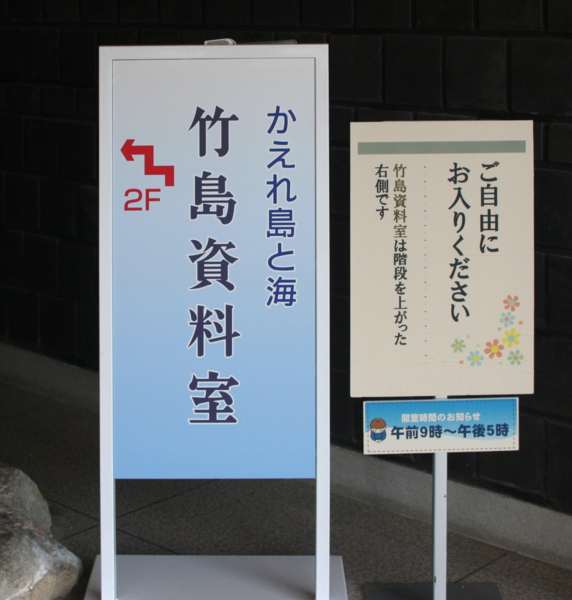 かえれ島と海
竹島資料室
2F
ご自由に
お入りください
竹島資料室は階段を上がった
右側です
開室時間のお知らせ
午前9時～午後5時